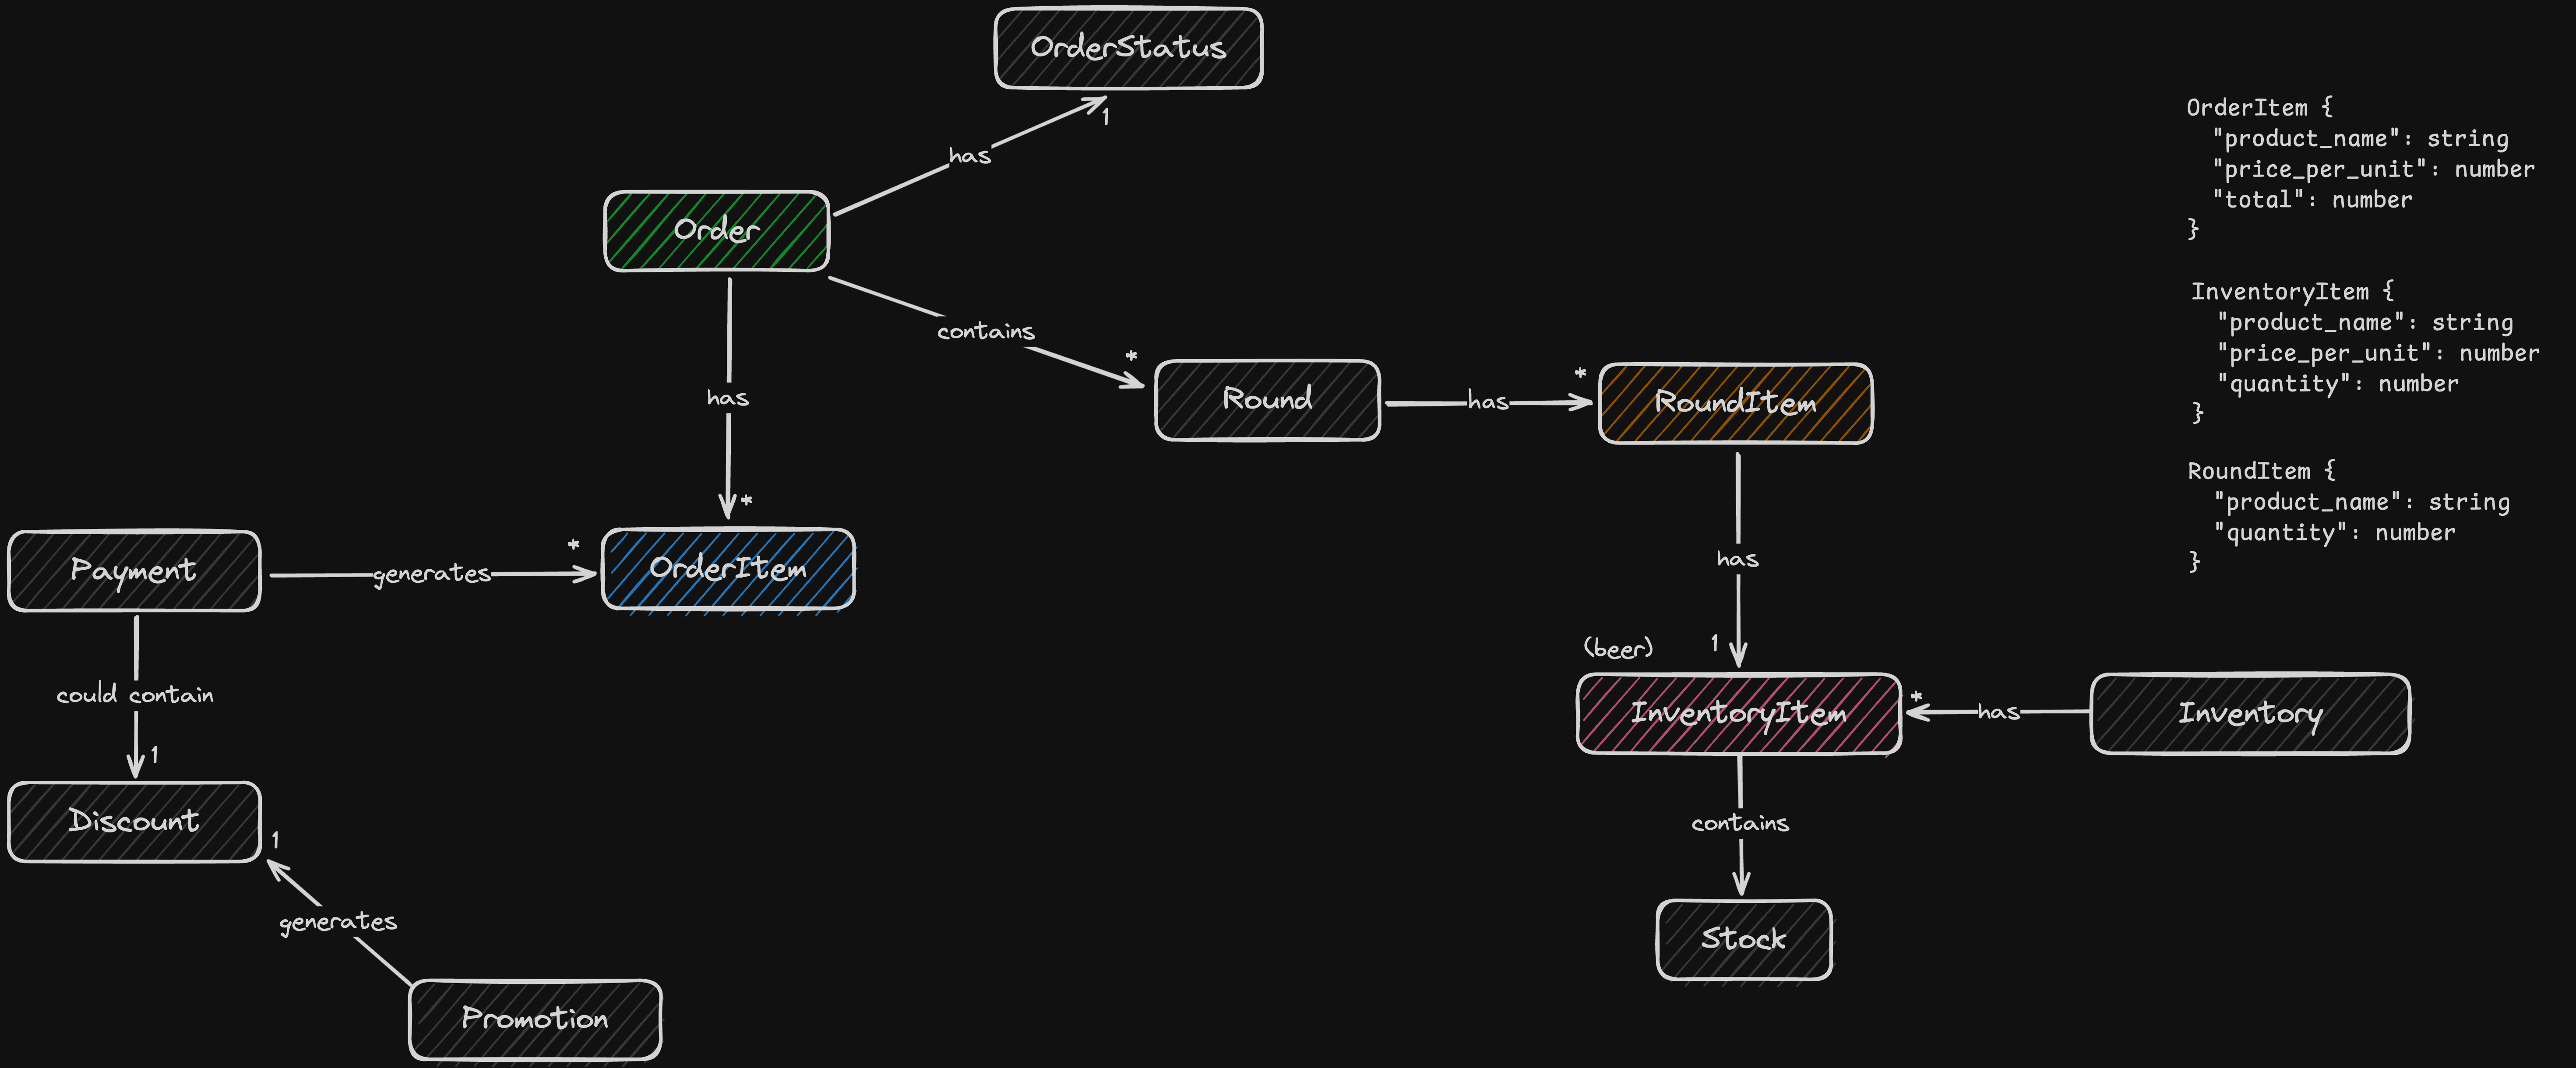 OrderStatus
1
has
Order
contains
*
Round
has
*
RoundItem
has
*
OrderItem
Payment
generates
*
could contain
1
Discount
1
generates
Promotion
has
1
(beer)
InventoryItem
*
has
Inventory
contains
Stock
OrderItem {
"product_name": string
"price_per_unit": number
"total": number
}
InventoryItem {
"product_name": string
"price_per_unit": number
"quantity": number
}
RoundItem {
"product_name": string
"quantity": number
}